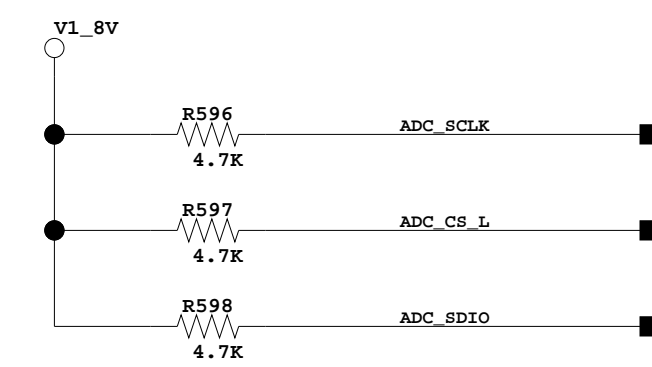 V1_8V
R596
ADC_SCLK
4.7K
R597
ADC_CS_L
4.7K
R598
ADC_SDIO
4.7K